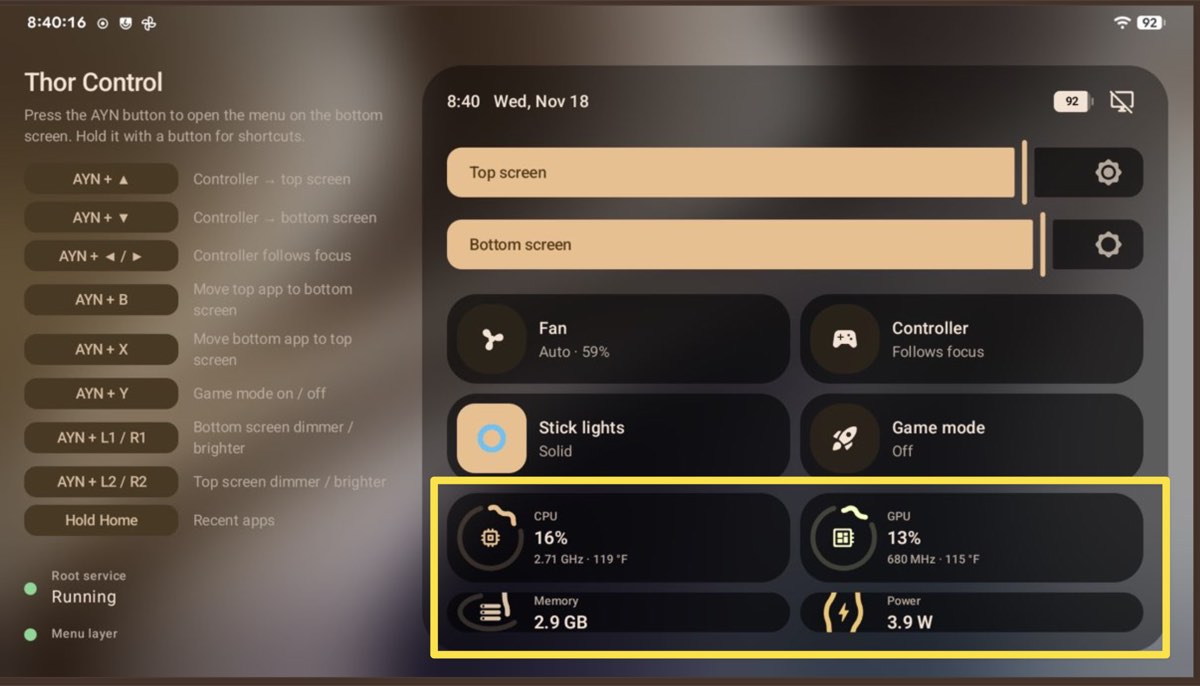 8:40:16
92
Thor Control
Press the AYN button to open the menu on the bottom
screen. Hold it with a button for shortcuts.
AYN + ▲ Controller → top screen
AYN + ▼ Controller → bottom screen
AYN + ◄ / ► Controller follows focus
AYN + B Move top app to bottom
screen
AYN + X Move bottom app to top
screen
AYN + Y Game mode on / off
AYN + L1 / R1 Bottom screen dimmer /
brighter
AYN + L2 / R2 Top screen dimmer / brighter
Hold Home Recent apps
Root service
Running
Menu layer
8:40 Wed, Nov 18
92
Top screen
Bottom screen
Fan
Auto · 59%
Controller
Follows focus
Stick lights
Solid
Game mode
Off
CPU
16%
2.71 GHz · 119 °F
GPU
13%
680 MHz · 115 °F
Memory
2.9 GB
Power
3.9 W